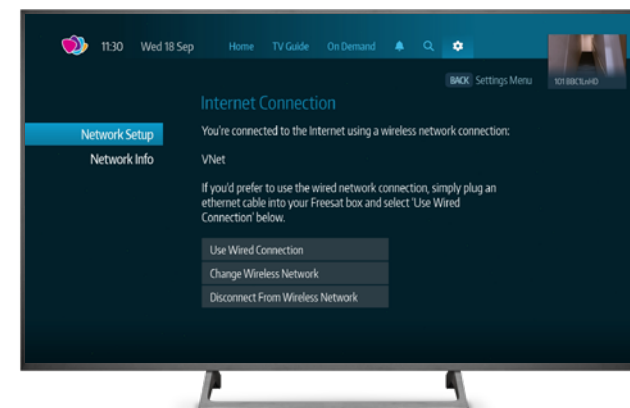 11:30 Wed 18 Sep Home TV Guide On Demand
BACK Settings Menu
101 BBC1LnHD
Internet Connection
Network Setup
Network Info
You're connected to the Internet using a wireless network connection:
VNet
If you'd prefer to use the wired network connection, simply plug an
ethernet cable into your Freesat box and select 'Use Wired
Connection' below.
Use Wired Connection
Change Wireless Network
Disconnect From Wireless Network